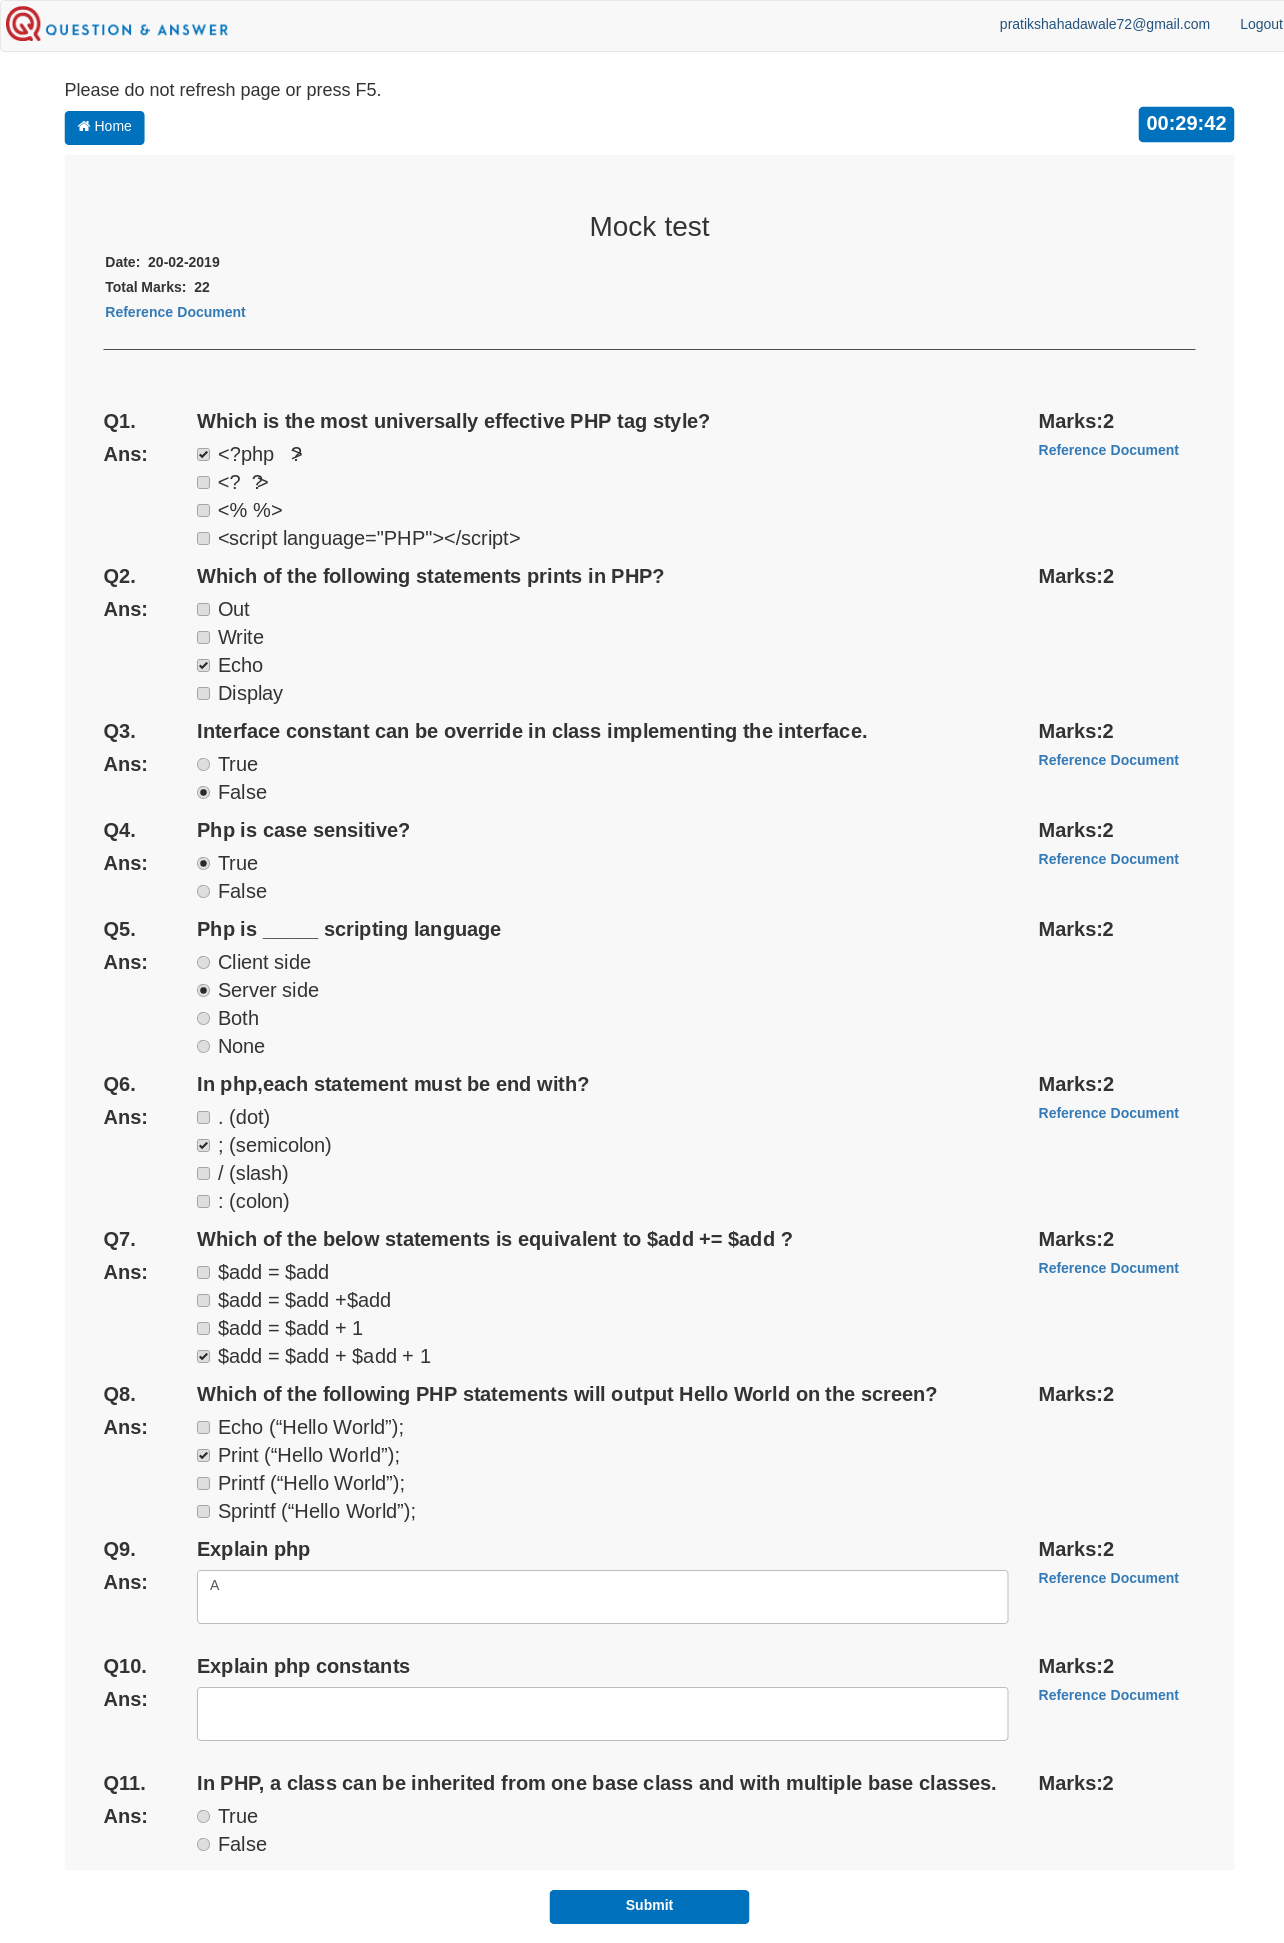 QUESTION & ANSWER
pratikshahadawale72@gmail.com Logout
Please do not refresh page or press F5.
Home
00:29:42
Mock test
Date: 20-02-2019
Total Marks: 22
Reference Document
Q1. Which is the most universally effective PHP tag style? Marks:2
Ans: <?php ?>
Reference Document
<? ?>
<% %>
<script language="PHP"></script>
Q2. Which of the following statements prints in PHP? Marks:2
Ans: Out
Write
Echo
Display
Q3. Interface constant can be override in class implementing the interface. Marks:2
Ans: True
Reference Document
False
Q4. Php is case sensitive? Marks:2
Ans: True
Reference Document
False
Q5. Php is _____ scripting language Marks:2
Ans: Client side
Server side
Both
None
Q6. In php,each statement must be end with? Marks:2
Ans: . (dot)
Reference Document
; (semicolon)
/ (slash)
: (colon)
Q7. Which of the below statements is equivalent to $add += $add ? Marks:2
Ans: $add = $add
Reference Document
$add = $add +$add
$add = $add + 1
$add = $add + $add + 1
Q8. Which of the following PHP statements will output Hello World on the screen? Marks:2
Ans: Echo (“Hello World”);
Print (“Hello World”);
Printf (“Hello World”);
Sprintf (“Hello World”);
Q9. Explain php Marks:2
Ans: A
Reference Document
Q10. Explain php constants Marks:2
Ans:
Reference Document
Q11. In PHP, a class can be inherited from one base class and with multiple base classes. Marks:2
Ans: True
False
Submit